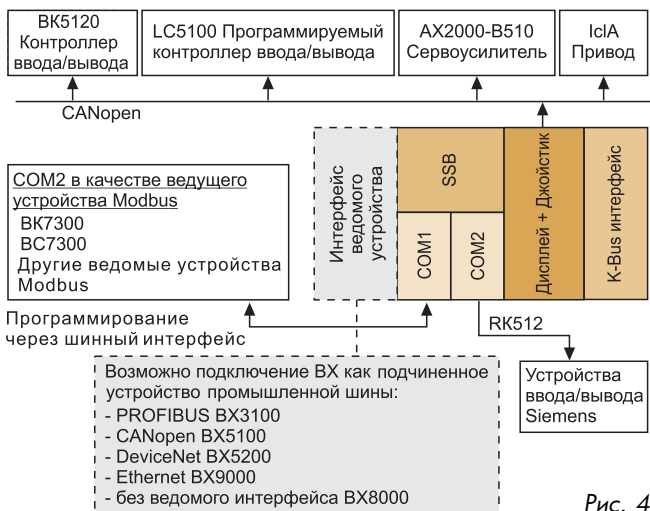 ВК5120
Контроллер
ввода/вывода
LC5100 Программируемый
контроллер ввода/вывода
AX2000-B510
Сервоусилитель
IclA
Привод
CANopen
COM2 в качестве ведущего
устройства Modbus
ВК7300
ВС7300
Другие ведомые устройства
Modbus
Интерфейс
ведомого
устройства
SSB
COM1
COM2
Дисплей + Джойстик
K-Bus интерфейс
Программирование
через шинный интерфейс
RK512
Устройства
ввода/вывода
Siemens
Возможно подключение BX как подчиненное
устройство промышленной шины:
- PROFIBUS BX3100
- CANopen BX5100
- DeviceNet BX5200
- Ethernet BX9000
- без ведомого интерфейса BX8000
Рис. 4